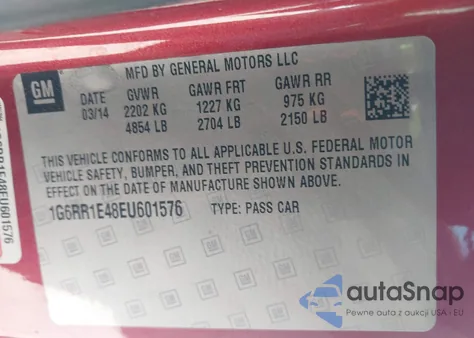 GM
MFD BY GENERAL MOTORS LLC
DATE GVWR GAWR FRT GAWR RR
03/14 2202 KG 1227 KG 975 KG
4854 LB 2704 LB 2150 LB
THIS VEHICLE CONFORMS TO ALL APPLICABLE U.S. FEDERAL MOTOR
VEHICLE SAFETY, BUMPER, AND THEFT PREVENTION STANDARDS IN
EFFECT ON THE DATE OF MANUFACTURE SHOWN ABOVE.
1G6RR1E48EU601576 TYPE: PASS CAR
autoSnap
Pewne auta z aukcji USA i EU